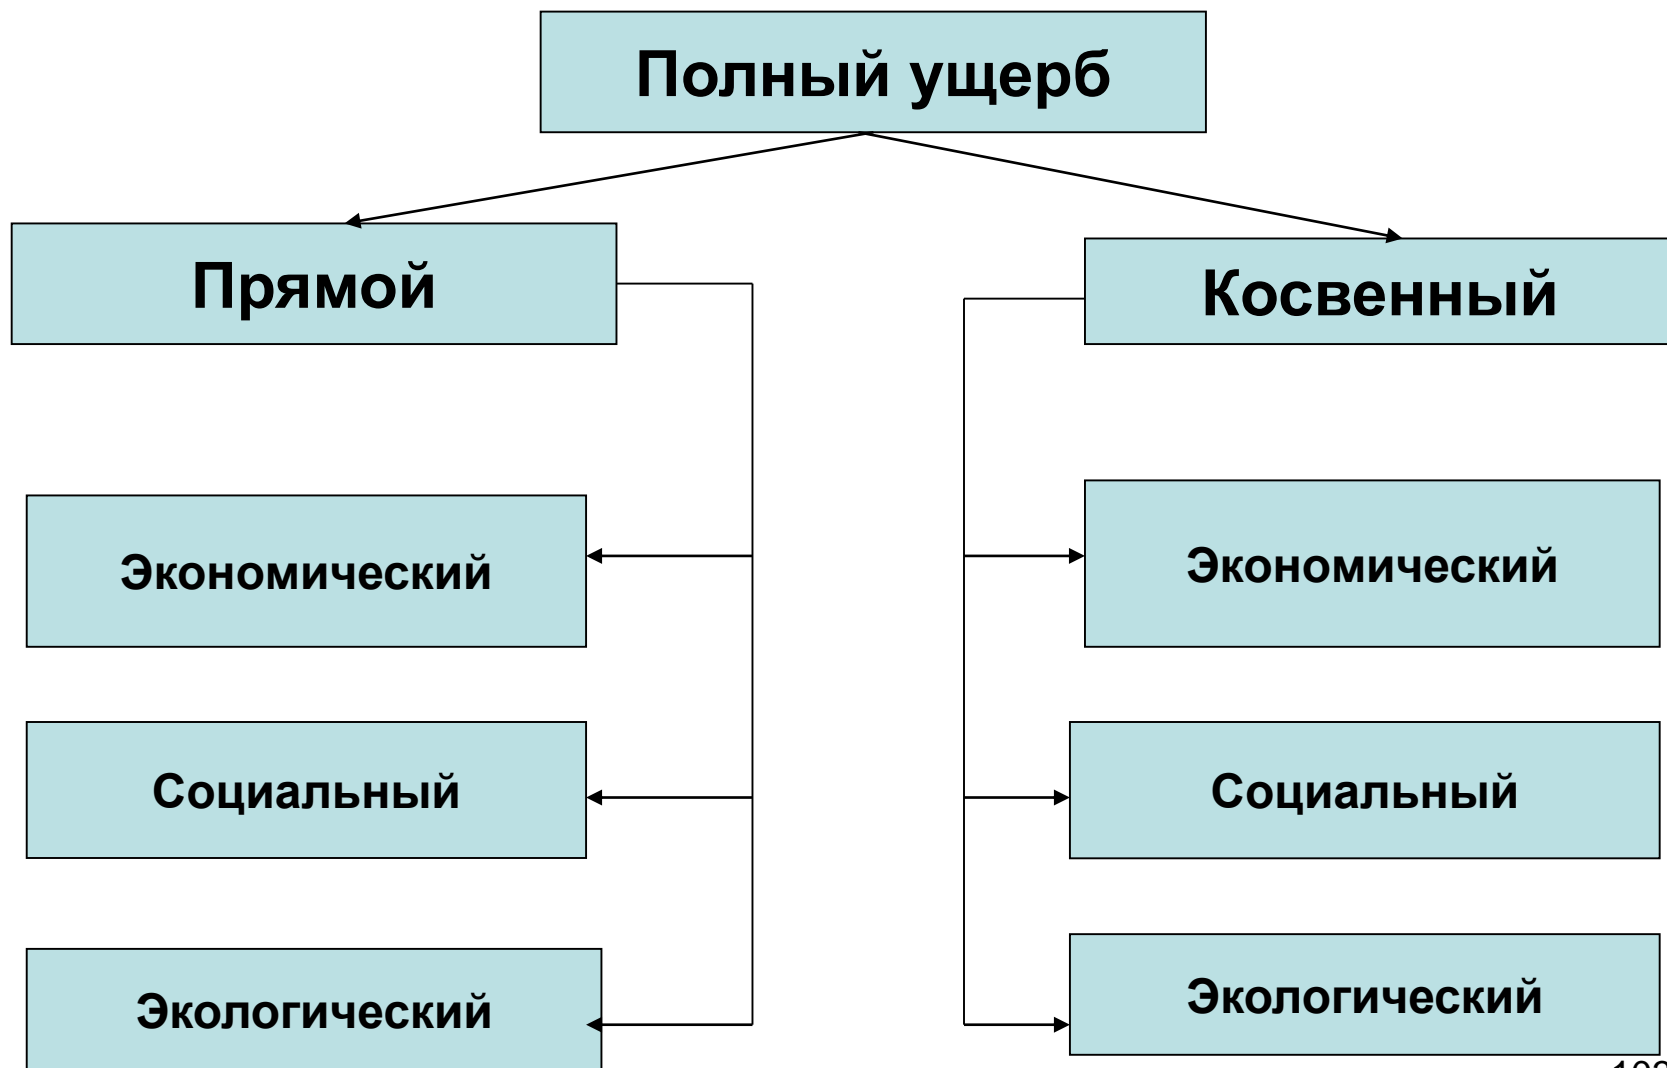 Полный ущерб
Прямой
Косвенный
Экономический
Экономический
Социальный
Социальный
Экологический
Экологический